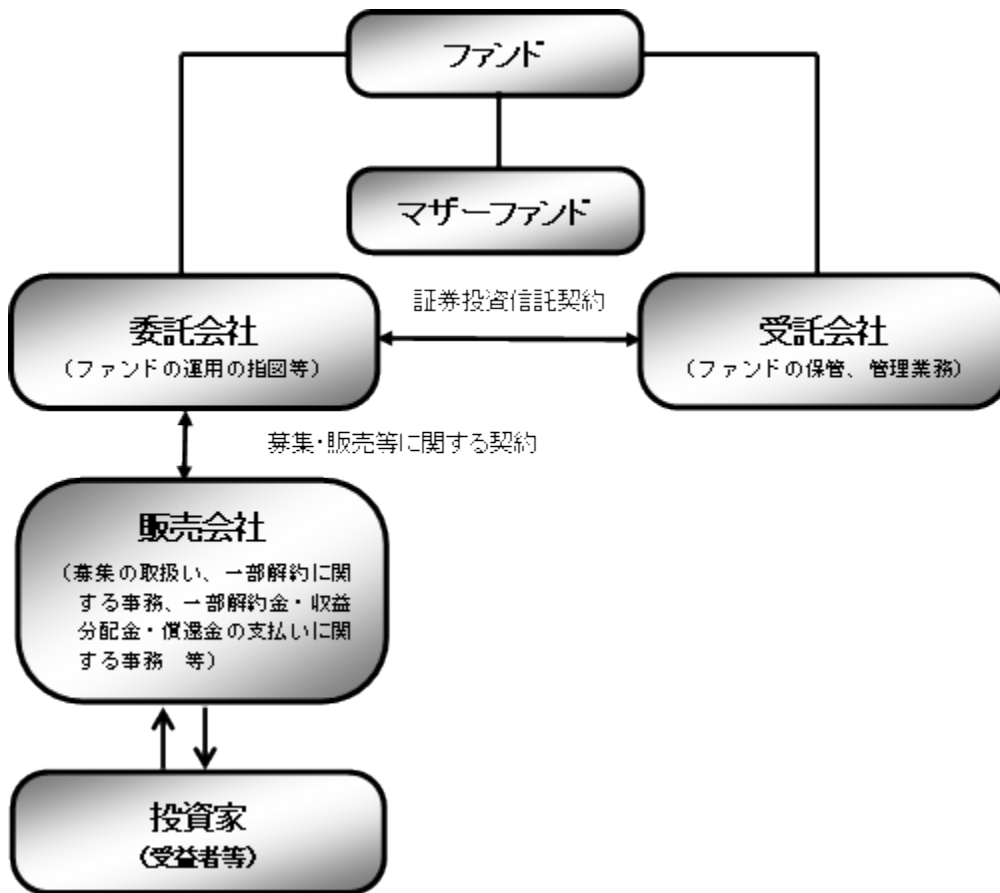 ファンド
マザーファンド
証券投資信託契約
委託会社
（ファンドの運用の指図等）
受託会社
（ファンドの保管、管理業務）
募集・販売等に関する契約
販売会社
（募集の取扱い、一部解約に関
する事務、一部解約金・収益
分配金・償還金の支払いに関
する事務　等）
投資家
（受益者等）